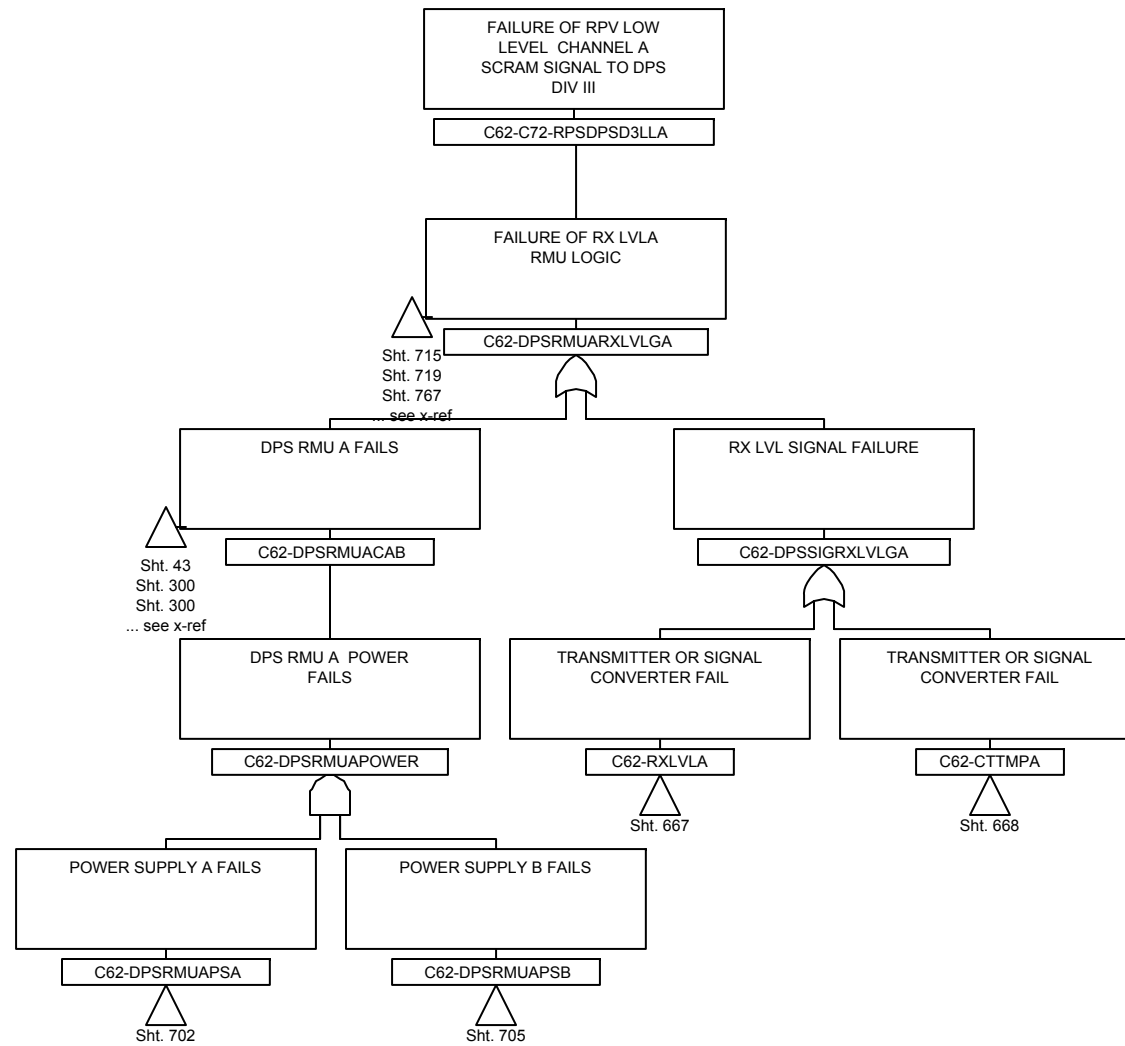 FAILURE OF RPV LOW
LEVEL CHANNEL A
SCRAM SIGNAL TO DPS
DIV III
C62-C72-RPSDPSD3LLA
FAILURE OF RX LVLA
RMU LOGIC
C62-DPSRMUARXLVLGA
Sht. 715
Sht. 719
Sht. 767
... see x-ref
DPS RMU A FAILS
C62-DPSRMUACAB
Sht. 43
Sht. 300
Sht. 300
... see x-ref
RX LVL SIGNAL FAILURE
C62-DPSSIGRXLVLGA
DPS RMU A POWER
FAILS
C62-DPSRMUAPOWER
TRANSMITTER OR SIGNAL
CONVERTER FAIL
C62-RXLVLA
Sht. 667
TRANSMITTER OR SIGNAL
CONVERTER FAIL
C62-CTTMPA
Sht. 668
POWER SUPPLY A FAILS
C62-DPSRMUAPSA
Sht. 702
POWER SUPPLY B FAILS
C62-DPSRMUAPSB
Sht. 705